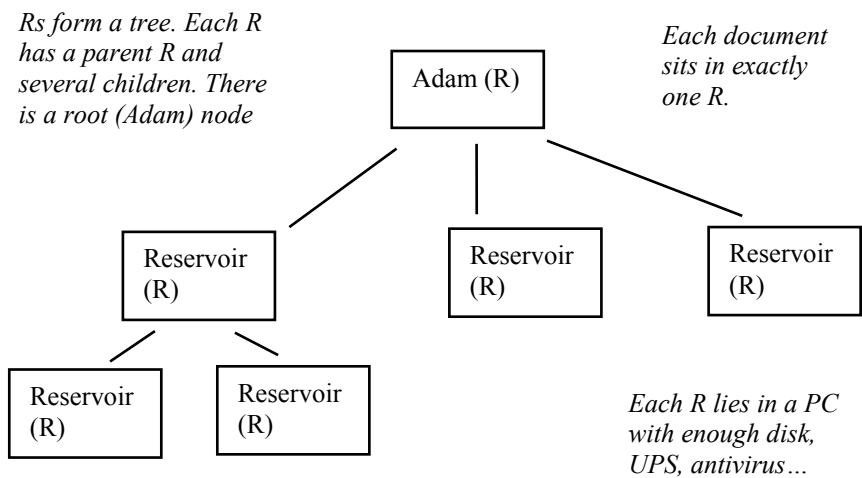 Rs form a tree. Each R
has a parent R and
several children. There
is a root (Adam) node
Adam (R)
Each document
sits in exactly
one R.
Reservoir
(R)
Reservoir
(R)
Reservoir
(R)
Reservoir
(R)
Reservoir
(R)
Each R lies in a PC
with enough disk,
UPS, antivirus…